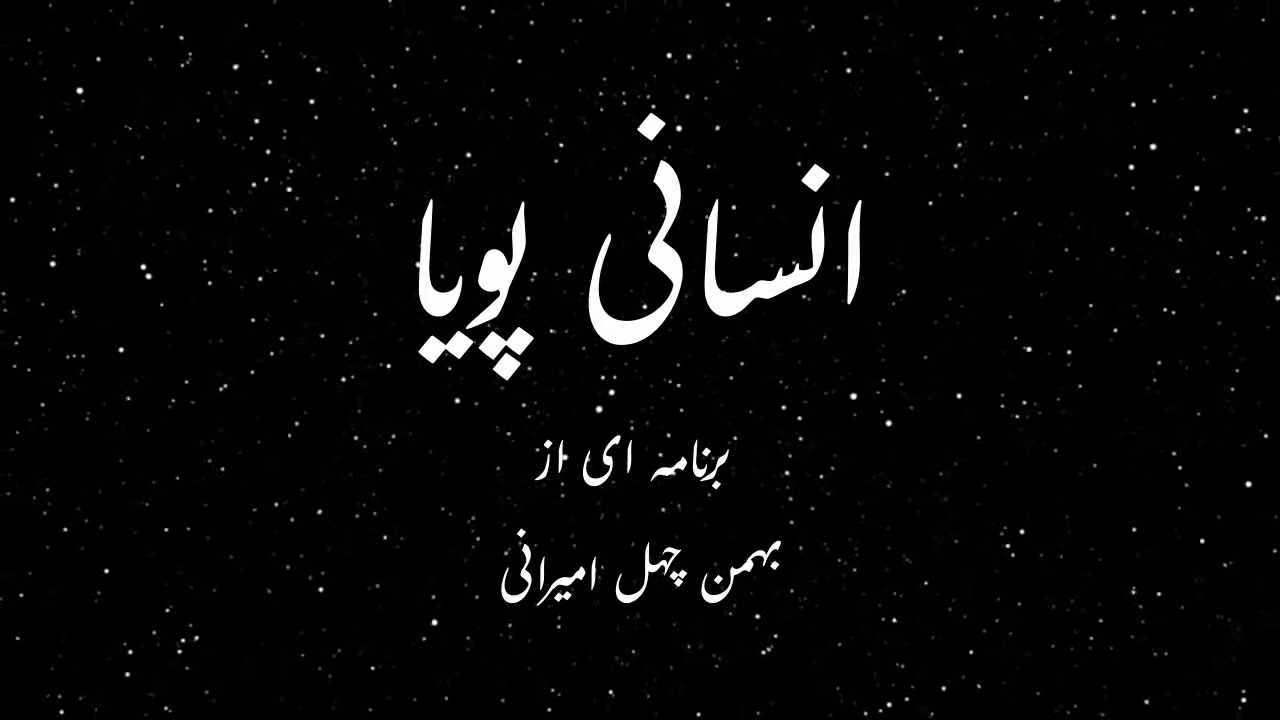 انسانی پویا
برنامه ای از
بهمن چهل امیرانی